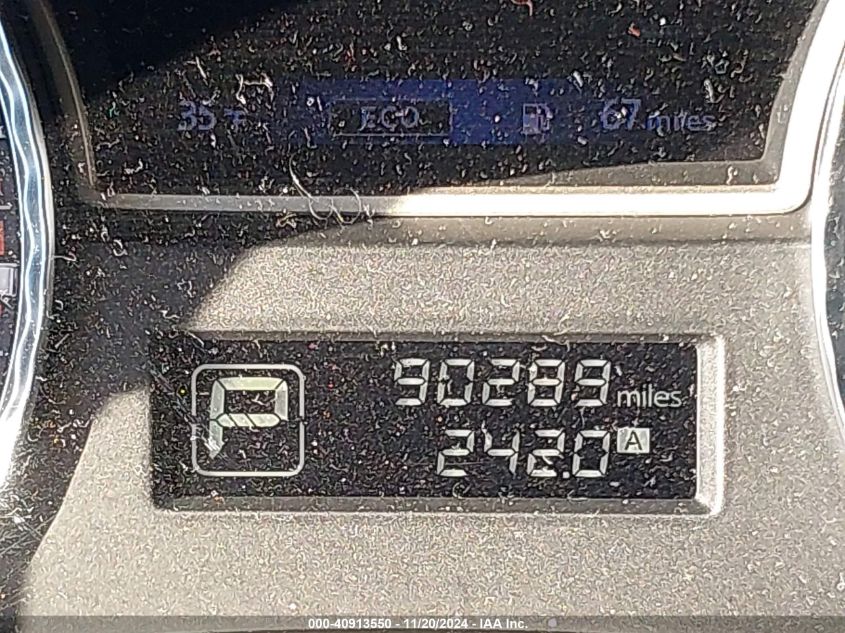 35°F ECO 67 miles
P 90289 miles
242.0 A
000-40913550 - 11/20/2024 - IAA, Inc.